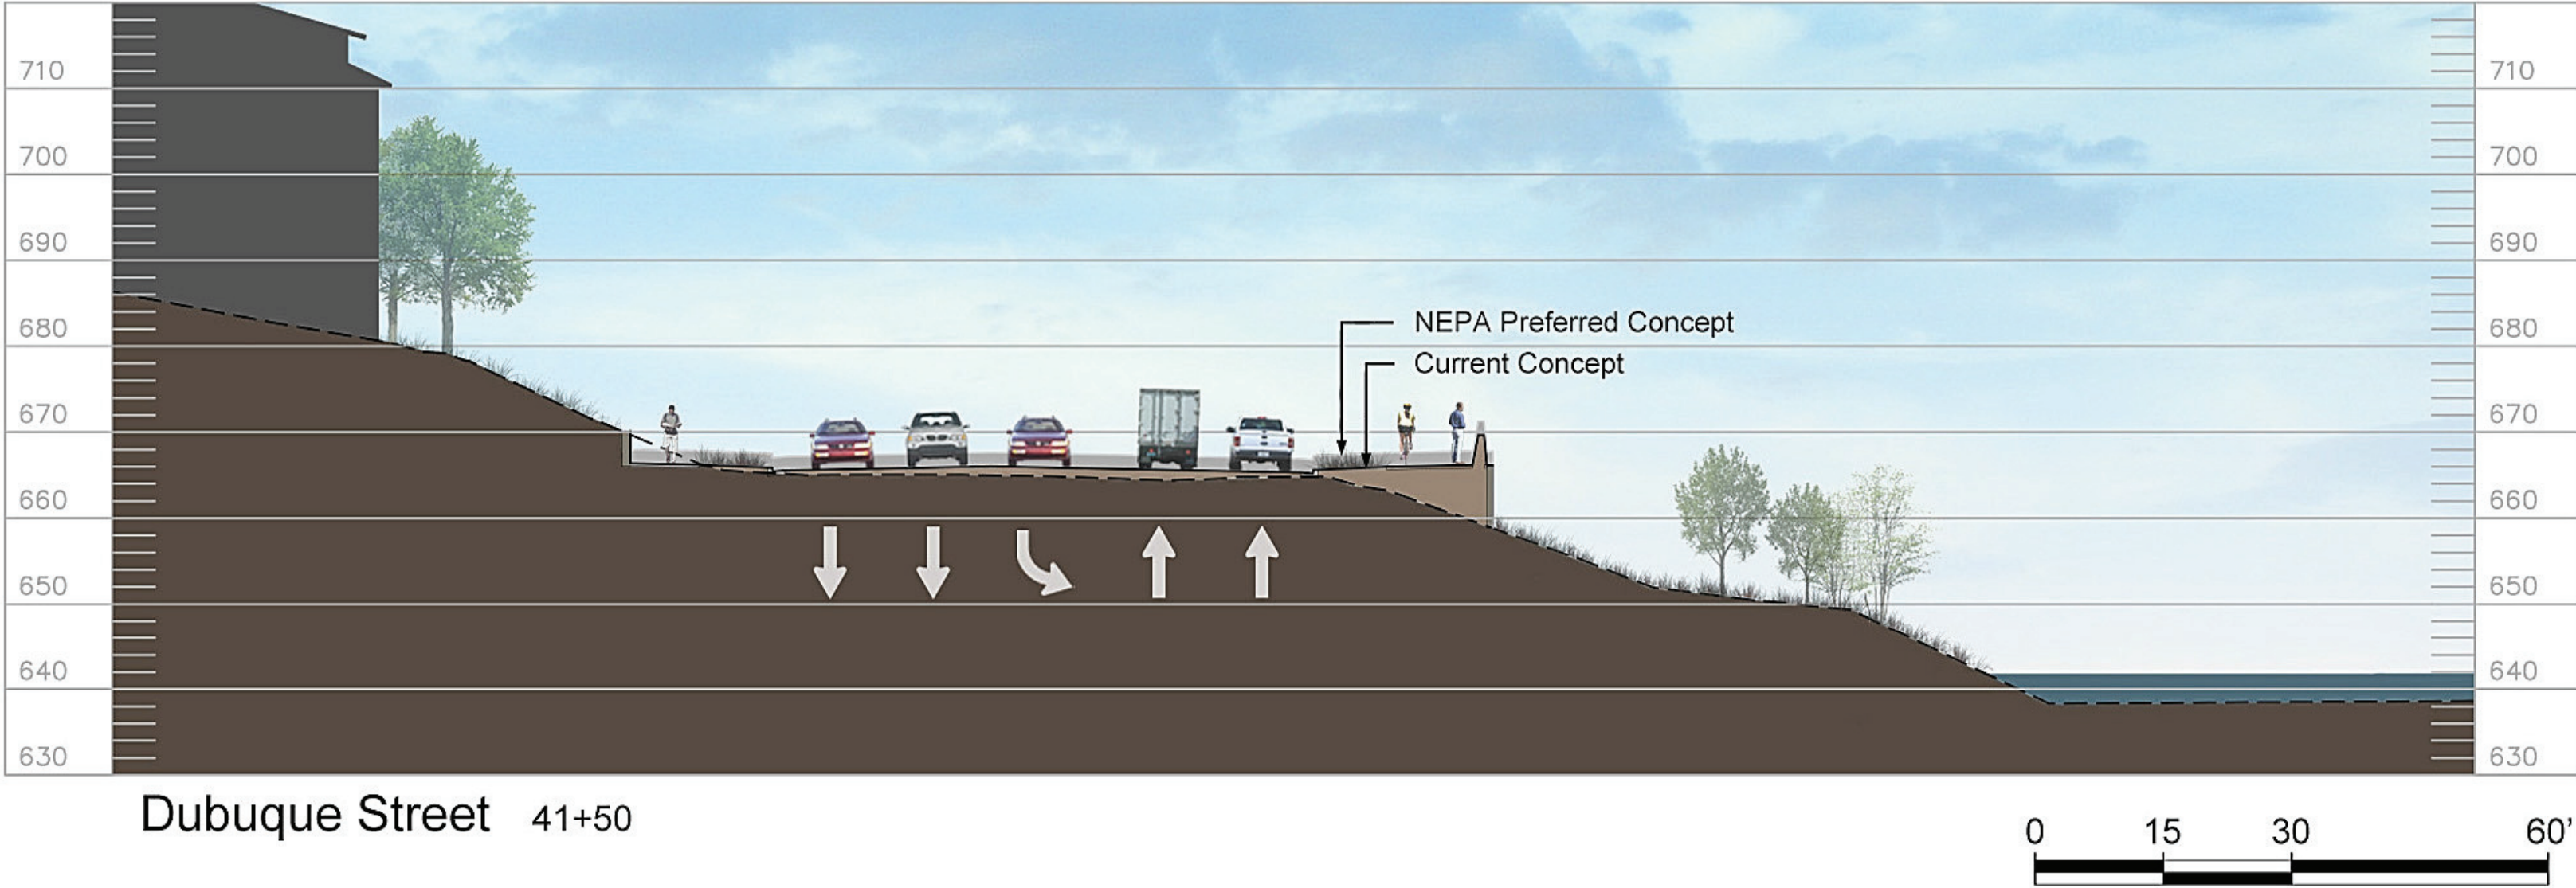 710 710
700 700
690 690
NEPA Preferred Concept
680 680
Current Concept
670 670
660 660
650 650
640 640
630 630
Dubuque Street 41+50
0 15 30 60'